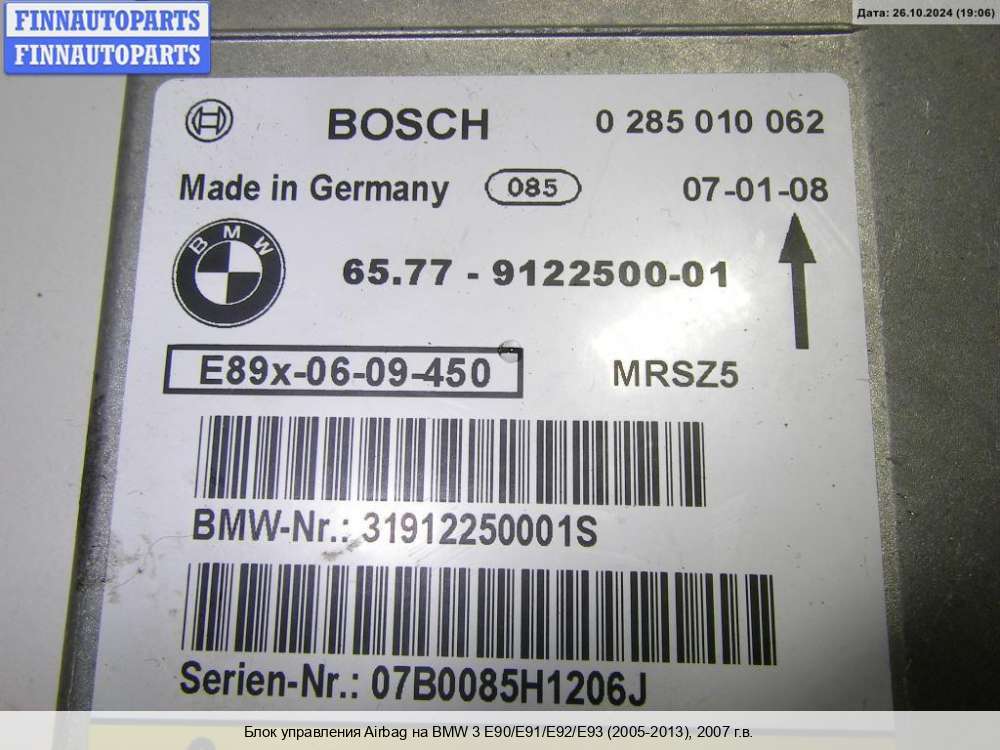 FINNAUTOPARTS
FINNAUTOPARTS
Дата: 26.10.2024 (19:06)
BOSCH 0 285 010 062
Made in Germany 085 07-01-08
BMW
65.77 - 9122500-01
E89x-06-09-450 MRSZ5
BMW-Nr.: 31912250001S
Serien-Nr.: 07B0085H1206J
Блок управления Airbag на BMW 3 E90/E91/E92/E93 (2005-2013), 2007 г.в.